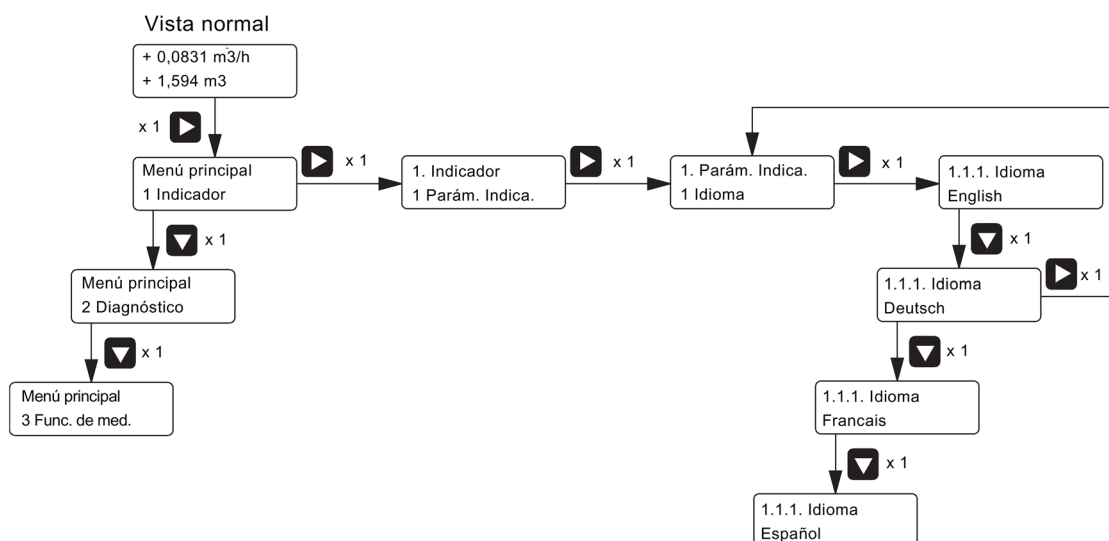 Vista normal
+ 0,0831 m3/h
+ 1,594 m3
x 1
Menú principal
1 Indicador
x 1
1. Indicador
1 Parám. Indica.
x 1
1. Parám. Indica.
1 Idioma
x 1
1.1.1. Idioma
English
x 1
Menú principal
2 Diagnóstico
x 1
1.1.1. Idioma
Deutsch
x 1
x 1
Menú principal
3 Func. de med.
x 1
1.1.1. Idioma
Francais
x 1
1.1.1. Idioma
Español